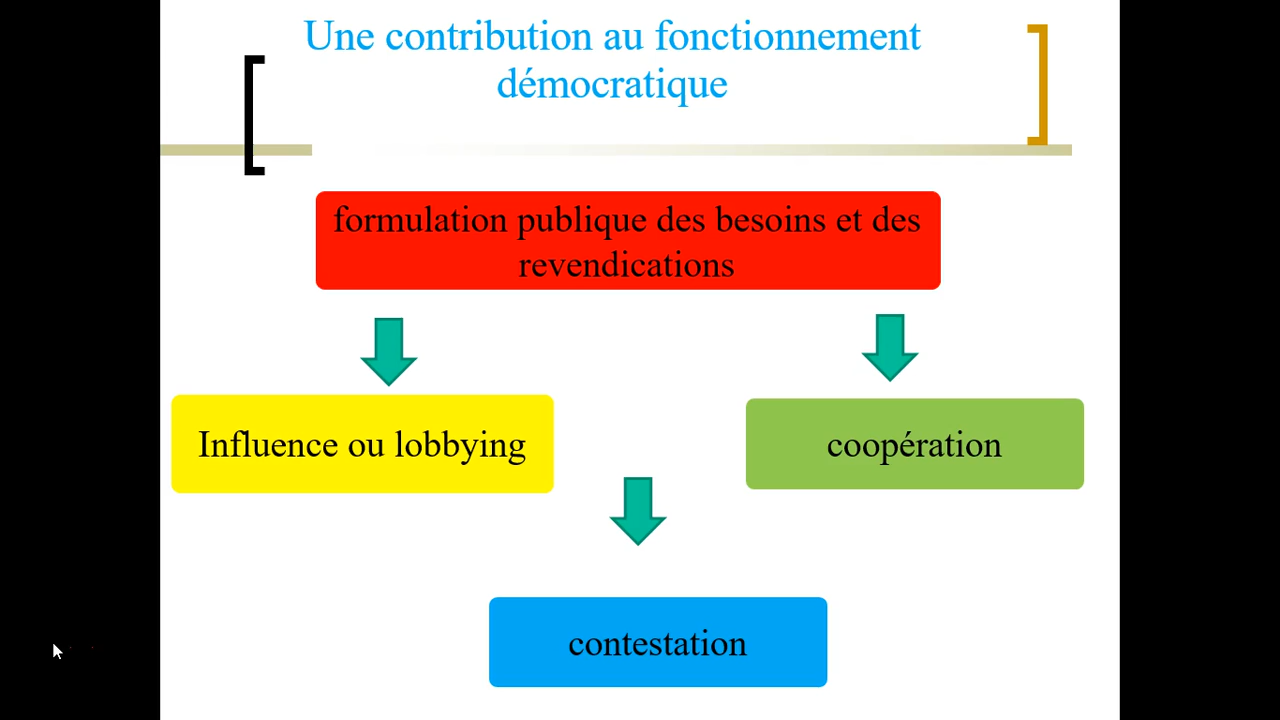 Une contribution au fonctionnement
démocratique
formulation publique des besoins et des
revendications
Influence ou lobbying
coopération
contestation